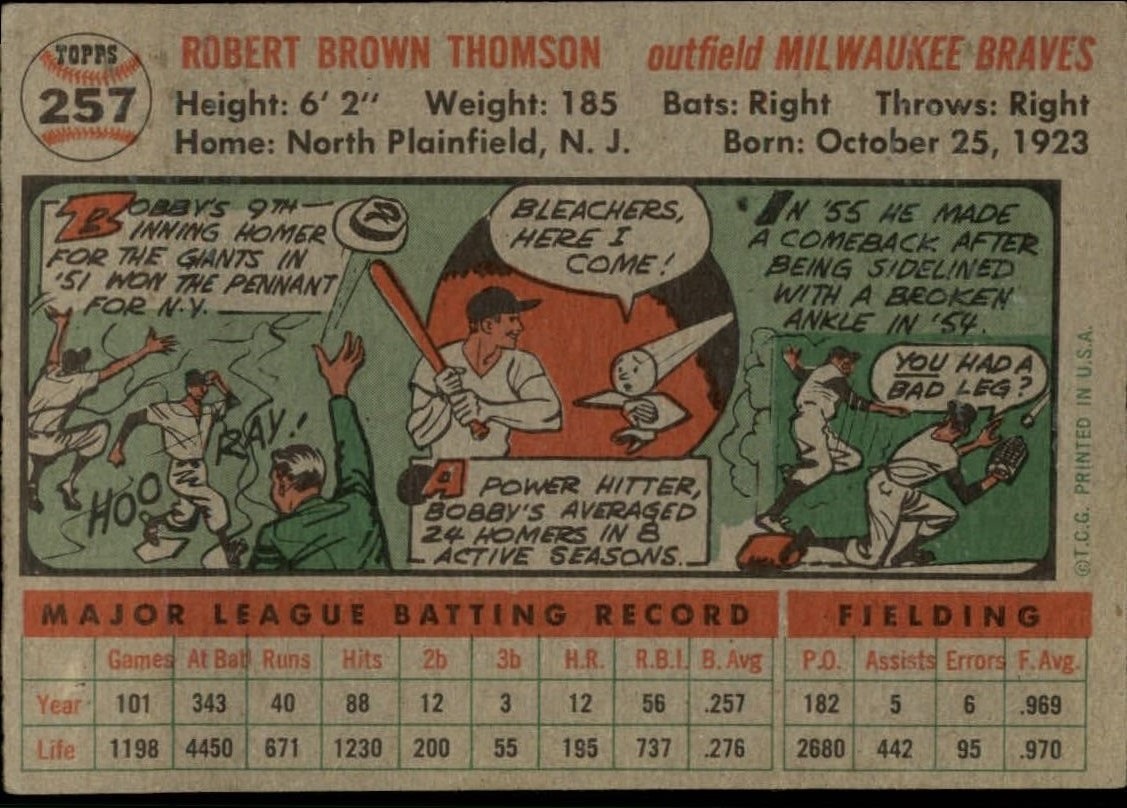 TOPPS
257
ROBERT BROWN THOMSON outfield MILWAUKEE BRAVES
Height: 6' 2" Weight: 185 Bats: Right Throws: Right
Home: North Plainfield, N. J. Born: October 25, 1923
BOBBY'S 9TH
INNING HOMER
FOR THE GIANTS IN
'51 WON THE PENNANT
FOR N.Y.
HOO
RAY!
BLEACHERS,
HERE I
COME!
A POWER HITTER,
BOBBY'S AVERAGED
24 HOMERS IN 8
ACTIVE SEASONS.
IN '55 HE MADE
A COMEBACK AFTER
BEING SIDELINED
WITH A BROKEN
ANKLE IN '54.
YOU HAD A
BAD LEG?
©T.C.G. PRINTED IN U.S.A.
MAJOR LEAGUE BATTING RECORD FIELDING
Games At Bat Runs Hits 2b 3b H.R. R.B.I. B. Avg P.O. Assists Errors F. Avg.
Year 101 343 40 88 12 3 12 56 .257 182 5 6 .969
Life 1198 4450 671 1230 200 55 195 737 .276 2680 442 95 .970